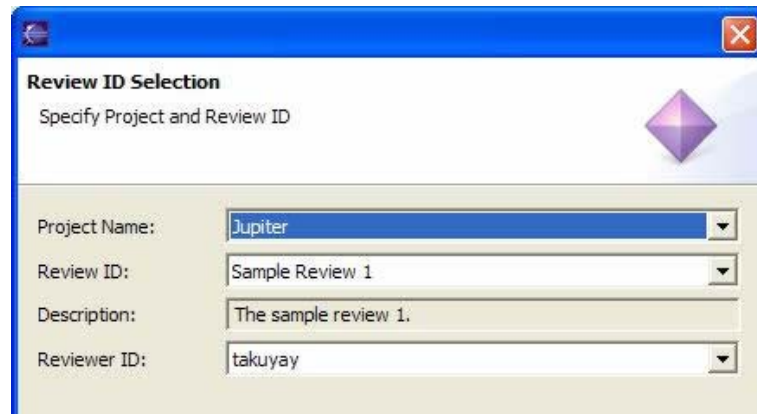 Review ID Selection
Specify Project and Review ID
Project Name: Jupiter
Review ID: Sample Review 1
Description: The sample review 1.
Reviewer ID: takuyay